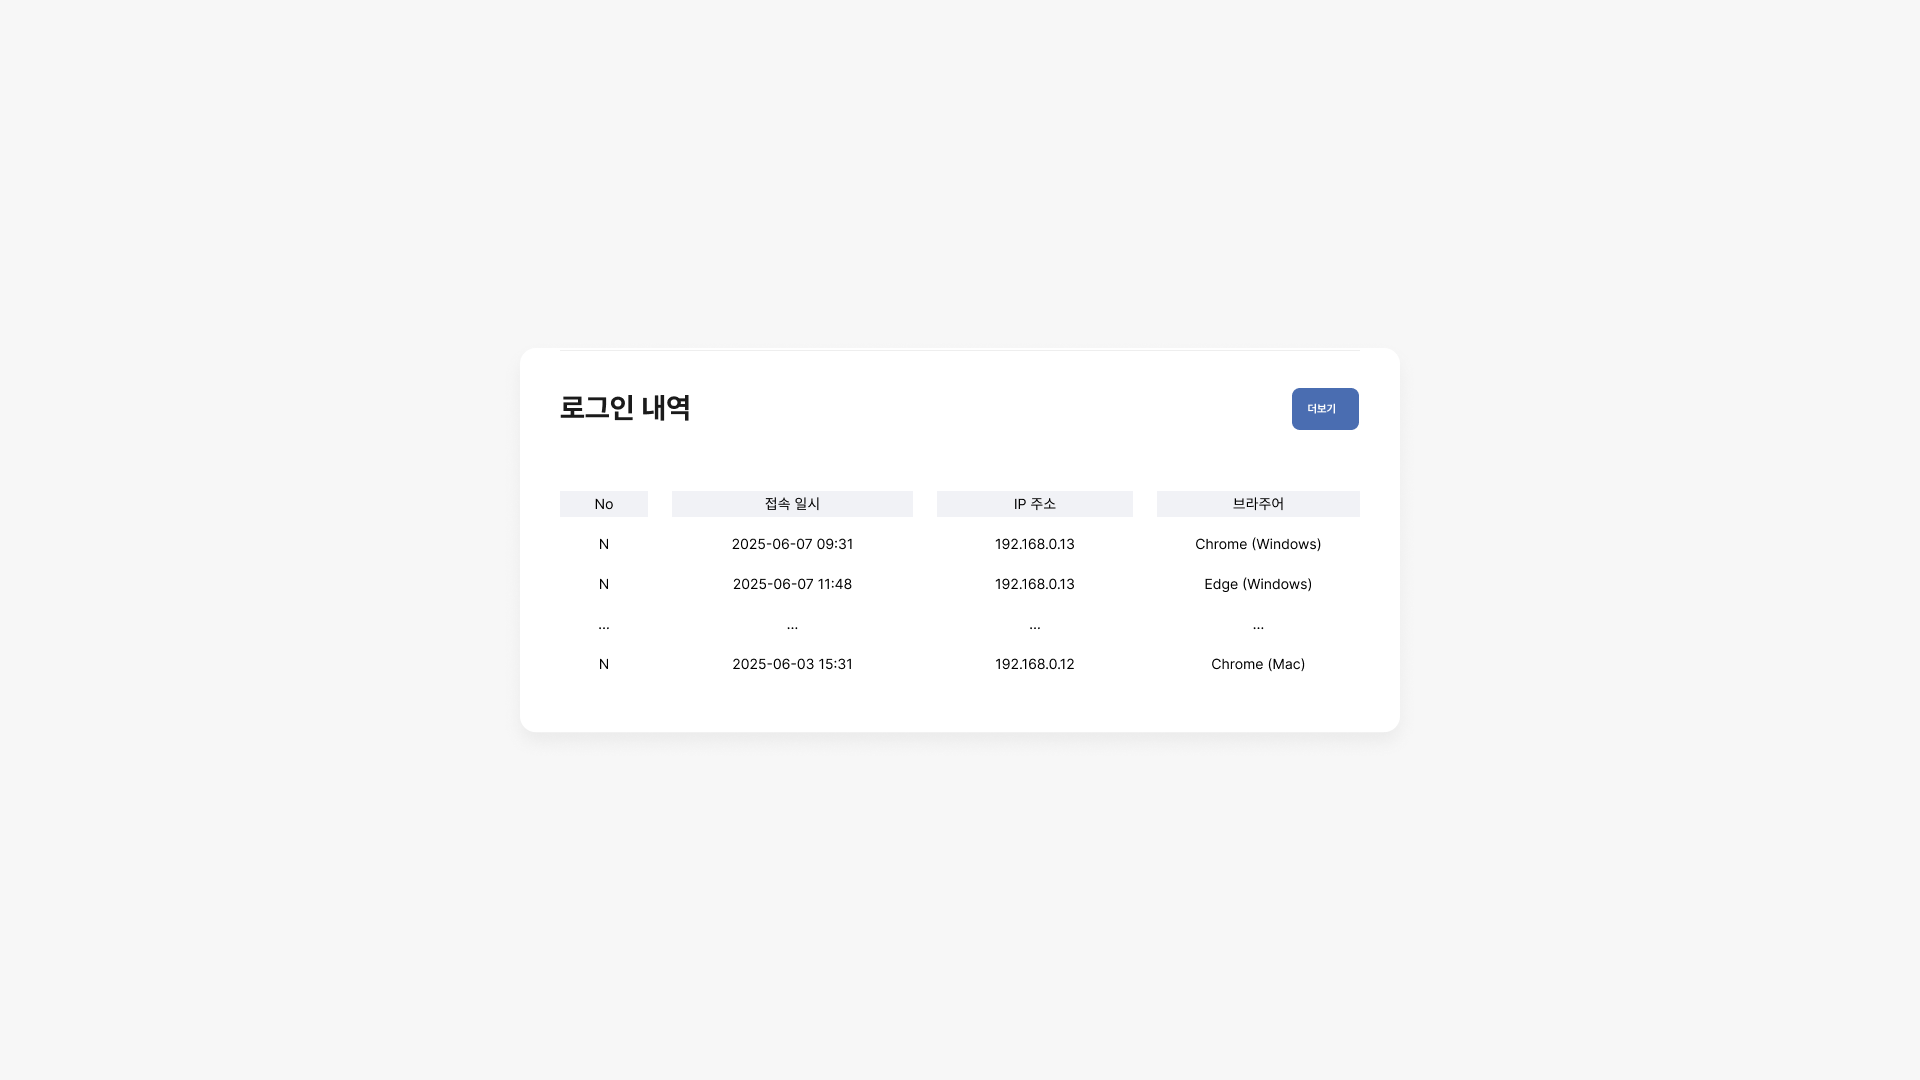 로그인 내역
더보기
No 접속 일시 IP 주소 브라주어
N 2025-06-07 09:31 192.168.0.13 Chrome (Windows)
N 2025-06-07 11:48 192.168.0.13 Edge (Windows)
... ... ... ...
N 2025-06-03 15:31 192.168.0.12 Chrome (Mac)